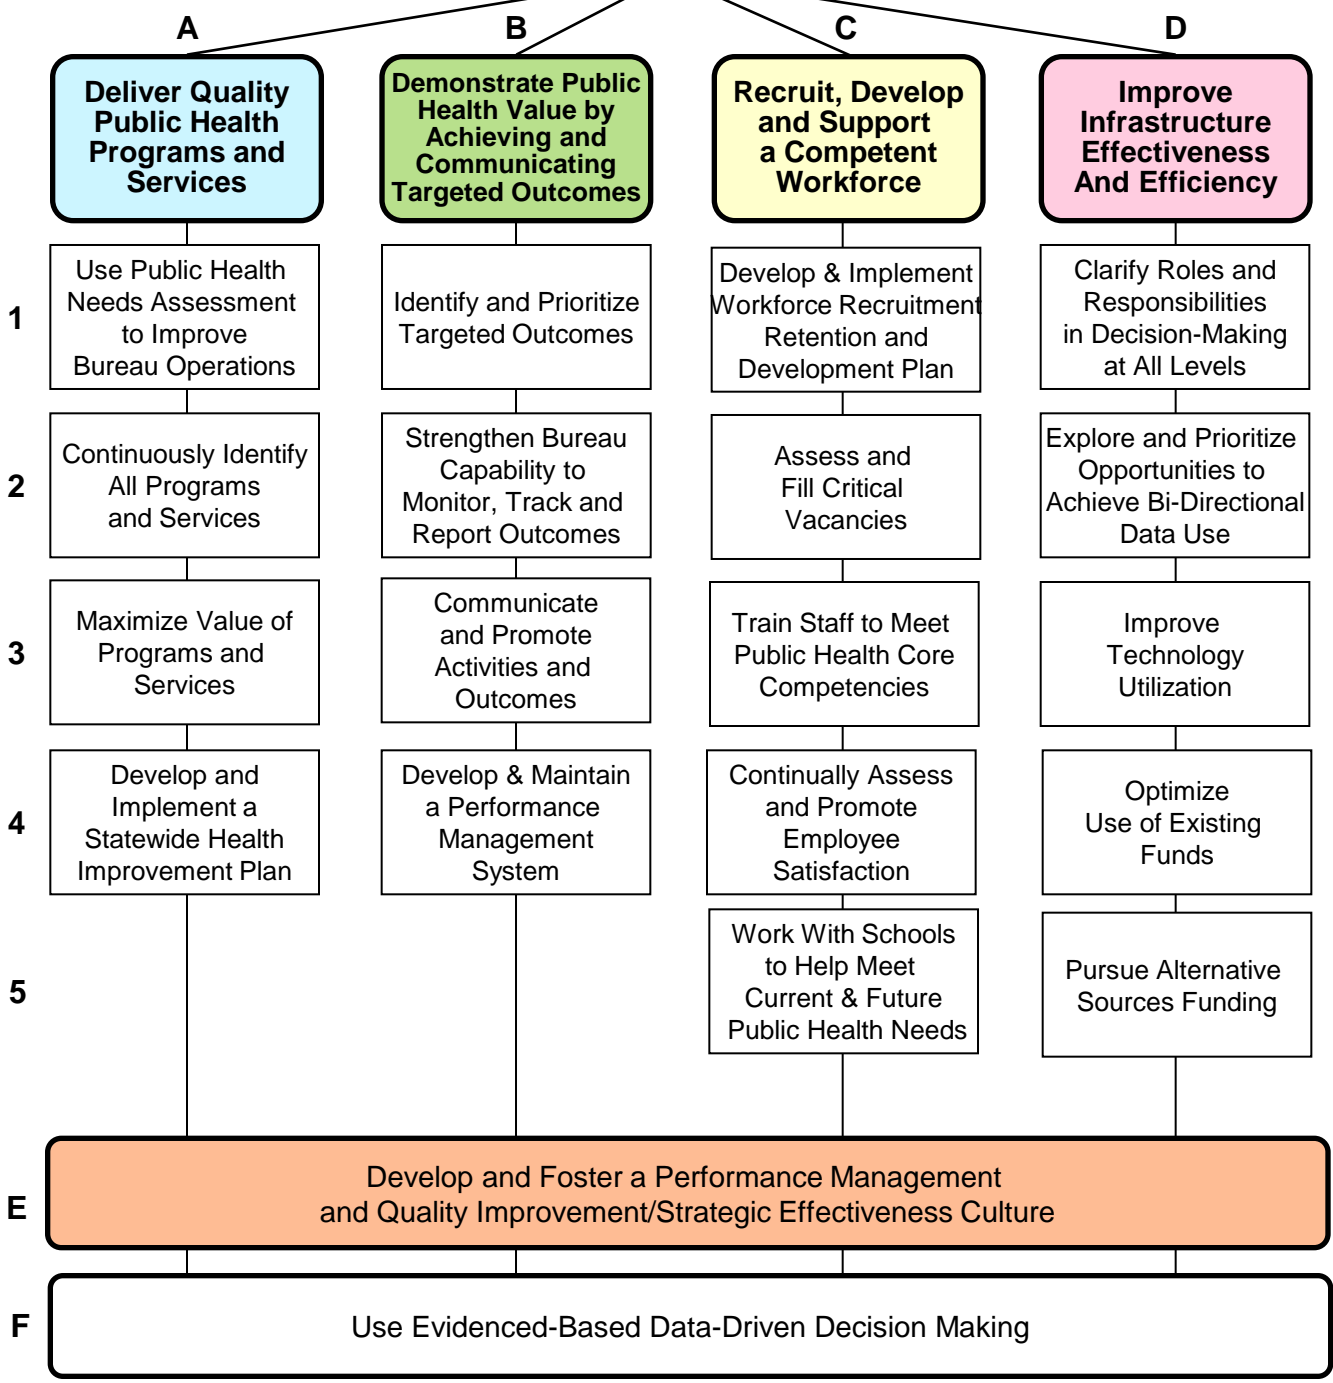 A
B
C
D
Deliver Quality
Public Health
Programs and
Services
Demonstrate Public
Health Value by
Achieving and
Communicating
Targeted Outcomes
Recruit, Develop
and Support
a Competent
Workforce
Improve
Infrastructure
Effectiveness
And Efficiency
1
Use Public Health
Needs Assessment
to Improve
Bureau Operations
Identify and Prioritize
Targeted Outcomes
Develop & Implement
Workforce Recruitment
Retention and
Development Plan
Clarify Roles and
Responsibilities
in Decision-Making
at All Levels
2
Continuously Identify
All Programs
and Services
Strengthen Bureau
Capability to
Monitor, Track and
Report Outcomes
Assess and
Fill Critical
Vacancies
Explore and Prioritize
Opportunities to
Achieve Bi-Directional
Data Use
3
Maximize Value of
Programs and
Services
Communicate
and Promote
Activities and
Outcomes
Train Staff to Meet
Public Health Core
Competencies
Improve
Technology
Utilization
4
Develop and
Implement a
Statewide Health
Improvement Plan
Develop & Maintain
a Performance
Management
System
Continually Assess
and Promote
Employee
Satisfaction
Optimize
Use of Existing
Funds
5
Work With Schools
to Help Meet
Current & Future
Public Health Needs
Pursue Alternative
Sources Funding
E
Develop and Foster a Performance Management
and Quality Improvement/Strategic Effectiveness Culture
F
Use Evidenced-Based Data-Driven Decision Making